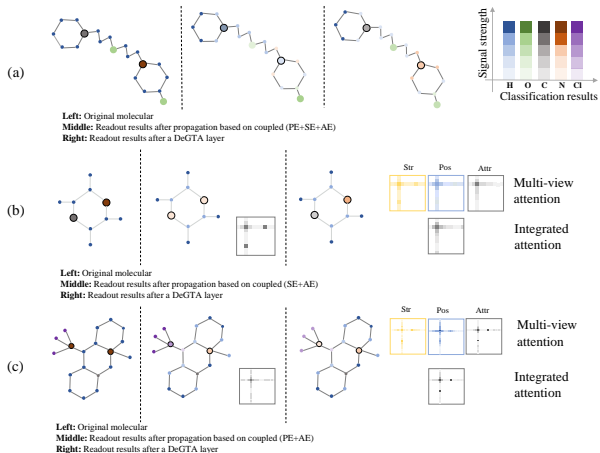 (a)
Signal strength
H O C N Cl
Classification results
Left: Original molecular
Middle: Readout results after propagation based on coupled (PE+SE+AE)
Right: Readout results after a DeGTA layer
(b)
Str Pos Attr
Multi-view
attention
Integrated
attention
Left: Original molecular
Middle: Readout results after propagation based on coupled (SE+AE)
Right: Readout results after a DeGTA layer
(c)
Str Pos Attr
Multi-view
attention
Integrated
attention
Left: Original molecular
Middle: Readout results after propagation based on coupled (PE+AE)
Right: Readout results after a DeGTA layer